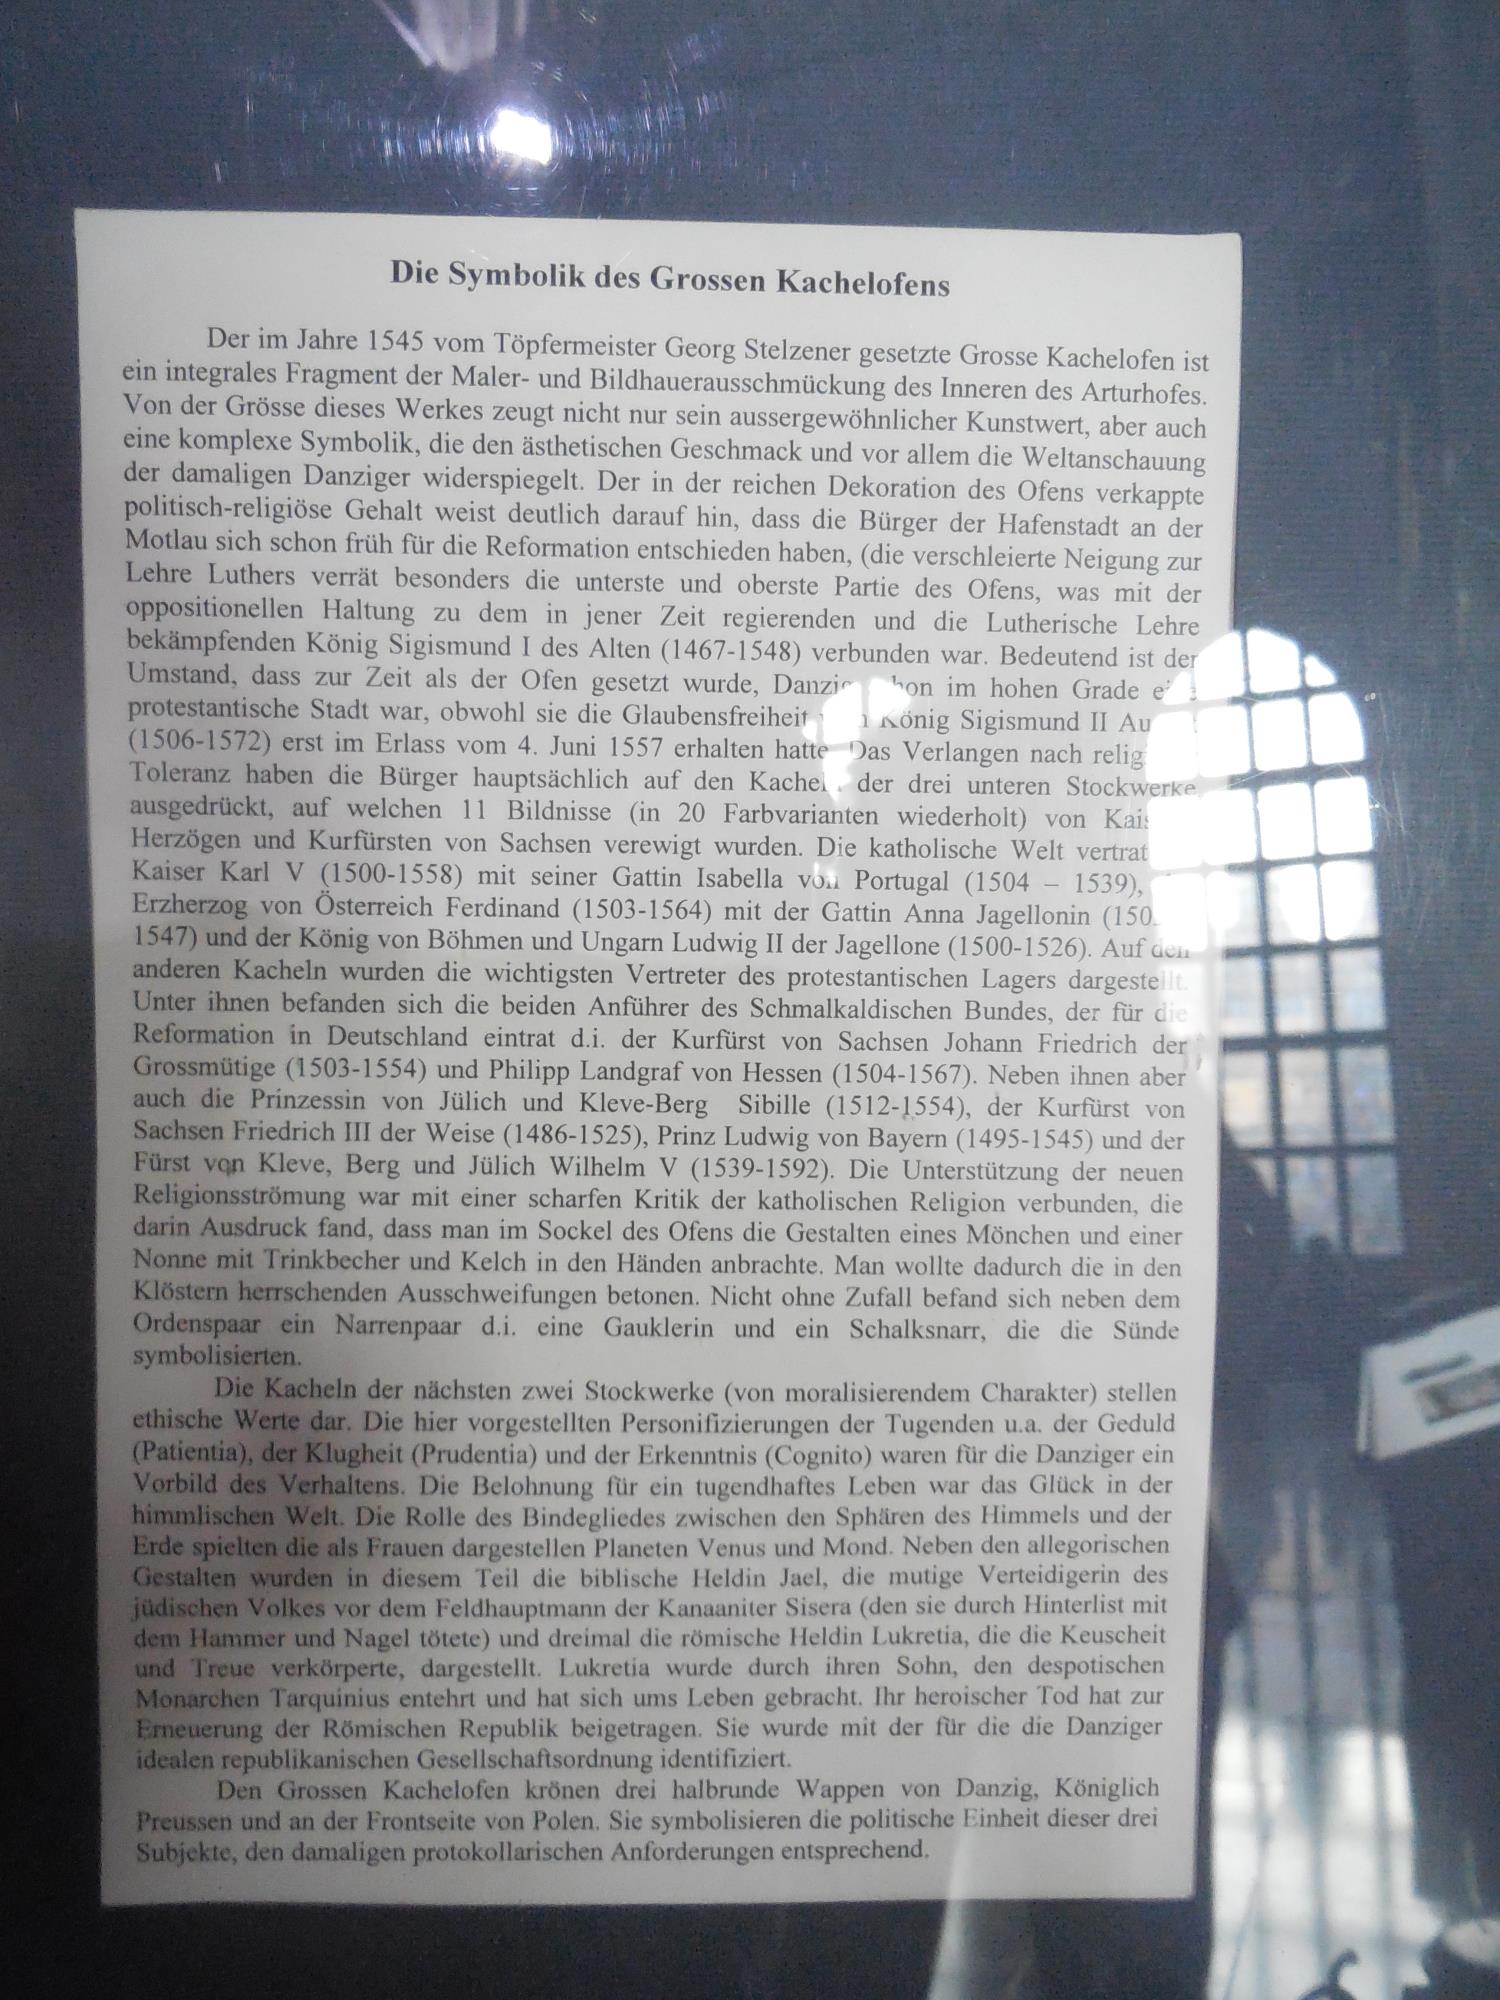 Die Symbolik des Grossen Kachelofens
Der im Jahre 1545 vom Töpfermeister Georg Stelzener gesetzte Grosse Kachelofen ist
ein integrales Fragment der Maler- und Bildhauerausschmückung des Inneren des Arturhofes.
Von der Grösse dieses Werkes zeugt nicht nur sein aussergewöhnlicher Kunstwert, aber auch
eine komplexe Symbolik, die den ästhetischen Geschmack und vor allem die Weltanschauung
der damaligen Danziger widerspiegelt. Der in der reichen Dekoration des Ofens verkappte
politisch-religiöse Gehalt weist deutlich darauf hin, dass die Bürger der Hafenstadt an der
Motlau sich schon früh für die Reformation entschieden haben, (die verschleierte Neigung zur
Lehre Luthers verrät besonders die unterste und oberste Partie des Ofens, was mit der
oppositionellen Haltung zu dem in jener Zeit regierenden und die Lutherische Lehre
bekämpfenden König Sigismund I des Alten (1467-1548) verbunden war. Bedeutend ist der
Umstand, dass zur Zeit als der Ofen gesetzt wurde, im hohen Grade
protestantische Stadt war, obwohl sie die Glaubensfreiheit König Sigismund II
(1506-1572) erst im Erlass vom 4. Juni 1557 erhalten hatte Das Verlangen nach
Toleranz haben die Bürger hauptsächlich auf den der drei unteren Stockwerke
ausgedrückt, auf welchen 11 Bildnisse (in 20 Farbvarianten wiederholt) von
Herzögen und Kurfürsten von Sachsen verewigt wurden. Die katholische Welt
Kaiser Karl V (1500-1558) mit seiner Gattin Isabella von Portugal (1504 – 1539),
Erzherzog von Österreich Ferdinand (1503-1564) mit der Gattin Anna Jagellonin
1547) und der König von Böhmen und Ungarn Ludwig II der Jagellone (1500-1526). Auf den
anderen Kacheln wurden die wichtigsten Vertreter des protestantischen Lagers dargestellt.
Unter ihnen befanden sich die beiden Anführer des Schmalkaldischen Bundes, der für die
Reformation in Deutschland eintrat d.i. der Kurfürst von Sachsen Johann Friedrich der
Grossmütige (1503-1554) und Philipp Landgraf von Hessen (1504-1567). Neben ihnen aber
auch die Prinzessin von Jülich und Kleve-Berg Sibille (1512-1554), der Kurfürst von
Sachsen Friedrich III der Weise (1486-1525), Prinz Ludwig von Bayern (1495-1545) und der
Fürst von Kleve, Berg und Jülich Wilhelm V (1539-1592). Die Unterstützung der neuen
Religionsströmung war mit einer scharfen Kritik der katholischen Religion verbunden, die
darin Ausdruck fand, dass man im Sockel des Ofens die Gestalten eines Mönchen und einer
Nonne mit Trinkbecher und Kelch in den Händen anbrachte. Man wollte dadurch die in den
Klöstern herrschenden Ausschweifungen betonen. Nicht ohne Zufall befand sich neben dem
Ordenspaar ein Narrenpaar d.i. eine Gauklerin und ein Schalksnarr, die die Sünde
symbolisierten.
Die Kacheln der nächsten zwei Stockwerke (von moralisierendem Charakter) stellen
ethische Werte dar. Die hier vorgestellten Personifizierungen der Tugenden u.a. der Geduld
(Patientia), der Klugheit (Prudentia) und der Erkenntnis (Cognito) waren für die Danziger ein
Vorbild des Verhaltens. Die Belohnung für ein tugendhaftes Leben war das Glück in der
himmlischen Welt. Die Rolle des Bindegliedes zwischen den Sphären des Himmels und der
Erde spielten die als Frauen dargestellen Planeten Venus und Mond. Neben den allegorischen
Gestalten wurden in diesem Teil die biblische Heldin Jael, die mutige Verteidigerin des
jüdischen Volkes vor dem Feldhauptmann der Kanaaniter Sisera (den sie durch Hinterlist mit
dem Hammer und Nagel tötete) und dreimal die römische Heldin Lukretia, die die Keuscheit
und Treue verkörperte, dargestellt. Lukretia wurde durch ihren Sohn, den despotischen
Monarchen Tarquinius entehrt und hat sich ums Leben gebracht. Ihr heroischer Tod hat zur
Erneuerung der Römischen Republik beigetragen. Sie wurde mit der für die die Danziger
idealen republikanischen Gesellschaftsordnung identifiziert.
Den Grossen Kachelofen krönen drei halbrunde Wappen von Danzig, Königlich
Preussen und an der Frontseite von Polen. Sie symbolisieren die politische Einheit dieser drei
Subjekte, den damaligen protokollarischen Anforderungen entsprechend.